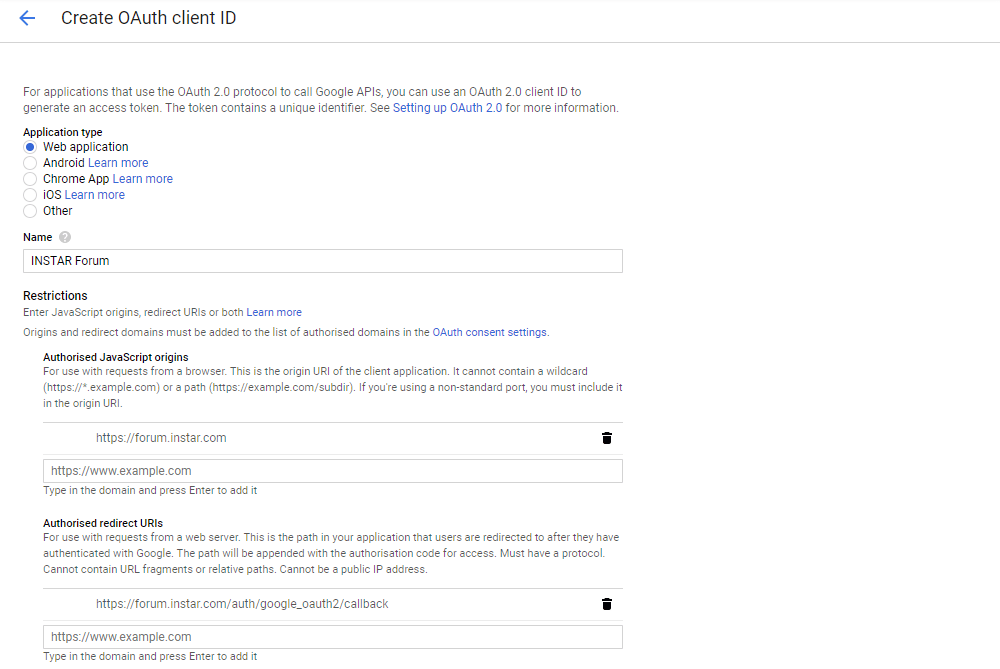 Create OAuth client ID
For applications that use the OAuth 2.0 protocol to call Google APIs, you can use an OAuth 2.0 client ID to
generate an access token. The token contains a unique identifier. See Setting up OAuth 2.0 for more information.
Application type
Web application
Android Learn more
Chrome App Learn more
iOS Learn more
Other
Name ?
INSTAR Forum
Restrictions
Enter JavaScript origins, redirect URIs or both Learn more
Origins and redirect domains must be added to the list of authorised domains in the OAuth consent settings.
Authorised JavaScript origins
For use with requests from a browser. This is the origin URI of the client application. It cannot contain a wildcard
(https://*.example.com) or a path (https://example.com/subdir). If you're using a non-standard port, you must include it
in the origin URI.
https://forum.instar.com
https://www.example.com
Type in the domain and press Enter to add it
Authorised redirect URIs
For use with requests from a web server. This is the path in your application that users are redirected to after they have
authenticated with Google. The path will be appended with the authorisation code for access. Must have a protocol.
Cannot contain URL fragments or relative paths. Cannot be a public IP address.
https://forum.instar.com/auth/google_oauth2/callback
https://www.example.com
Type in the domain and press Enter to add it